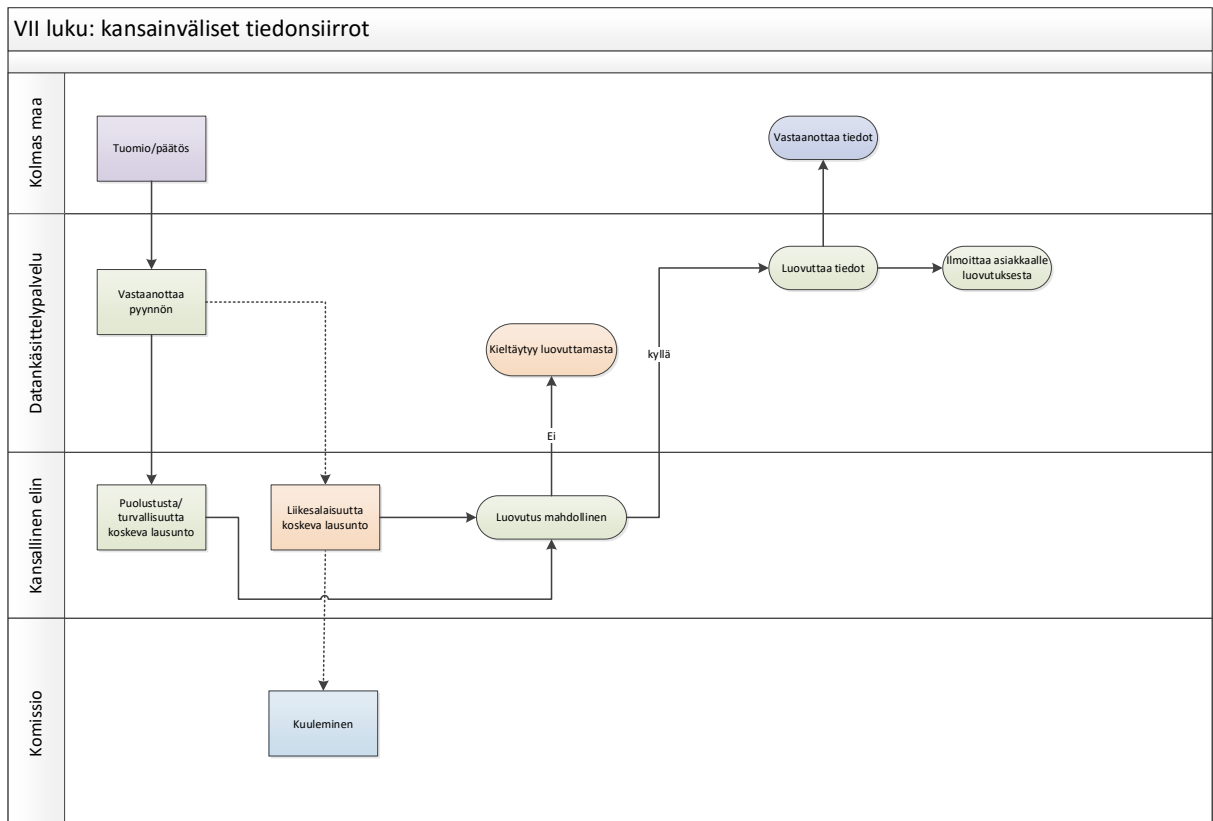 VII luku: kansainväliset tiedonsiirrot
Kolmas maa
Tuomio/päätös
Vastaanottaa tiedot
Datankäsittelypalvelu
Vastaanottaa
pyynnön
Luovuttaa tiedot
Ilmoittaa asiakkaalle
luovutuksesta
Kieltäytyy luovuttamasta
kyllä
Ei
Kansallinen elin
Puolustusta/
turvallisuutta
koskeva lausunto
Liikesalaisuutta
koskeva lausunto
Luovutus mahdollinen
Komissio
Kuuleminen